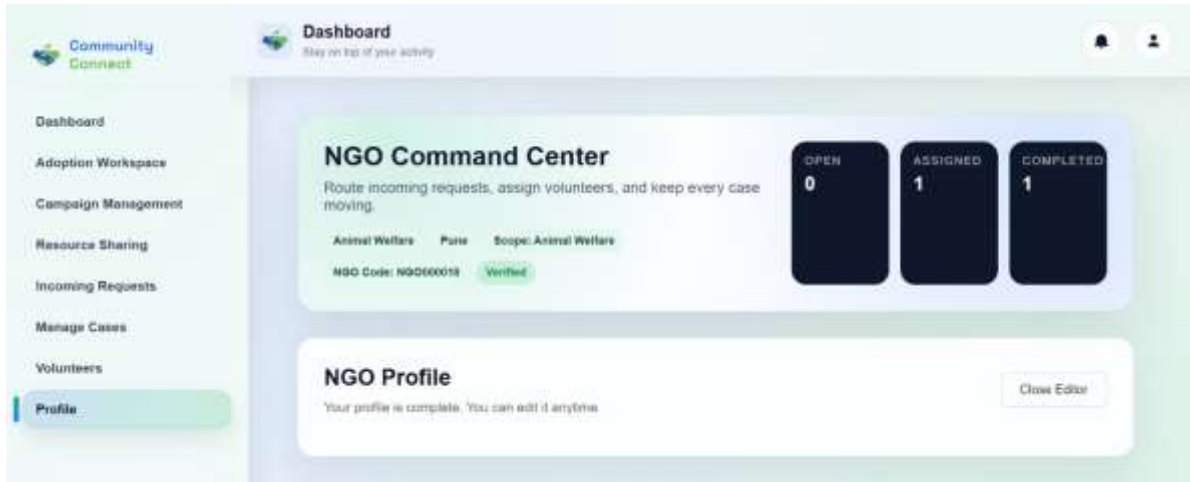 Community
Connect
Dashboard
Stay on top of your activity
Dashboard
Adoption Workspace
Campaign Management
Resource Sharing
Incoming Requests
Manage Cases
Volunteers
Profile
NGO Command Center
Route incoming requests, assign volunteers, and keep every case
moving.
Animal Welfare Pune Scope: Animal Welfare
NGO Code: NGO000018 Verified
OPEN
0
ASSIGNED
1
COMPLETED
1
NGO Profile
Your profile is complete. You can edit it anytime.
Close Editor